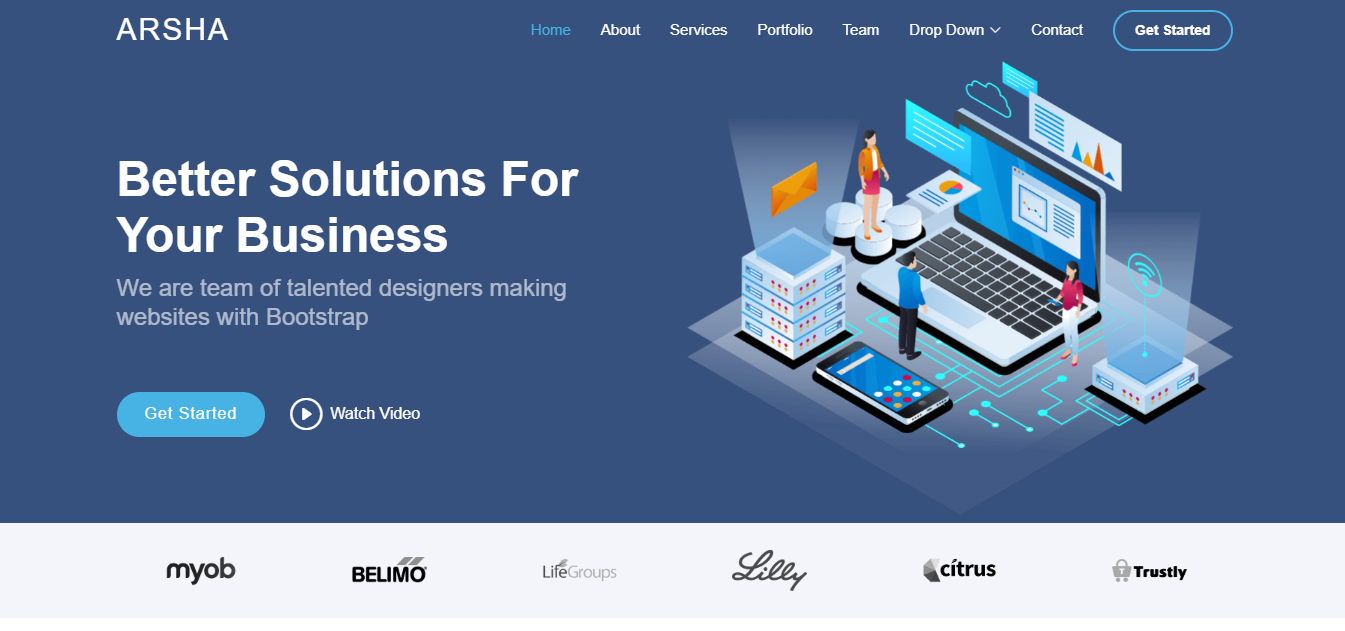 ARSHA
Home About Services Portfolio Team Drop Down Contact Get Started
Better Solutions For
Your Business
We are team of talented designers making
websites with Bootstrap
Get Started Watch Video
myob BELIMO LifeGroups Lilly cítrus Trustly